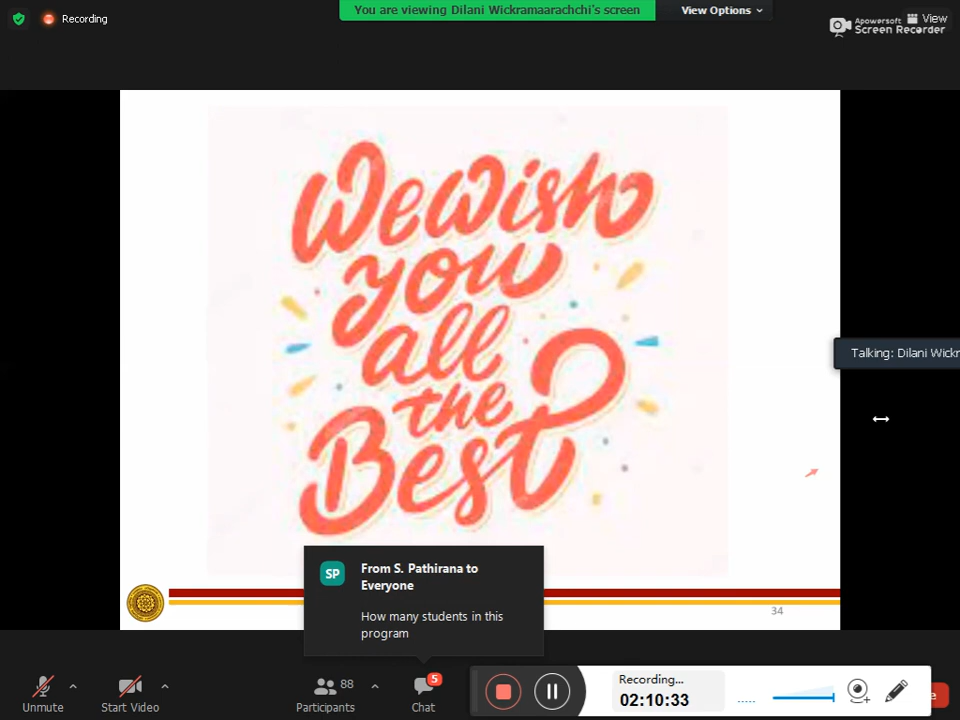 Recording
You are viewing Dilani Wickramaarachchi's screen
View Options
View
Apowersoft
Screen Recorder
We wish
you
all
the
Best
Talking: Dilani Wickr
From S. Pathirana to
Everyone
How many students in this
program
34
SP
Unmute
Start Video
88
Participants
5
Chat
Recording...
02:10:33
e